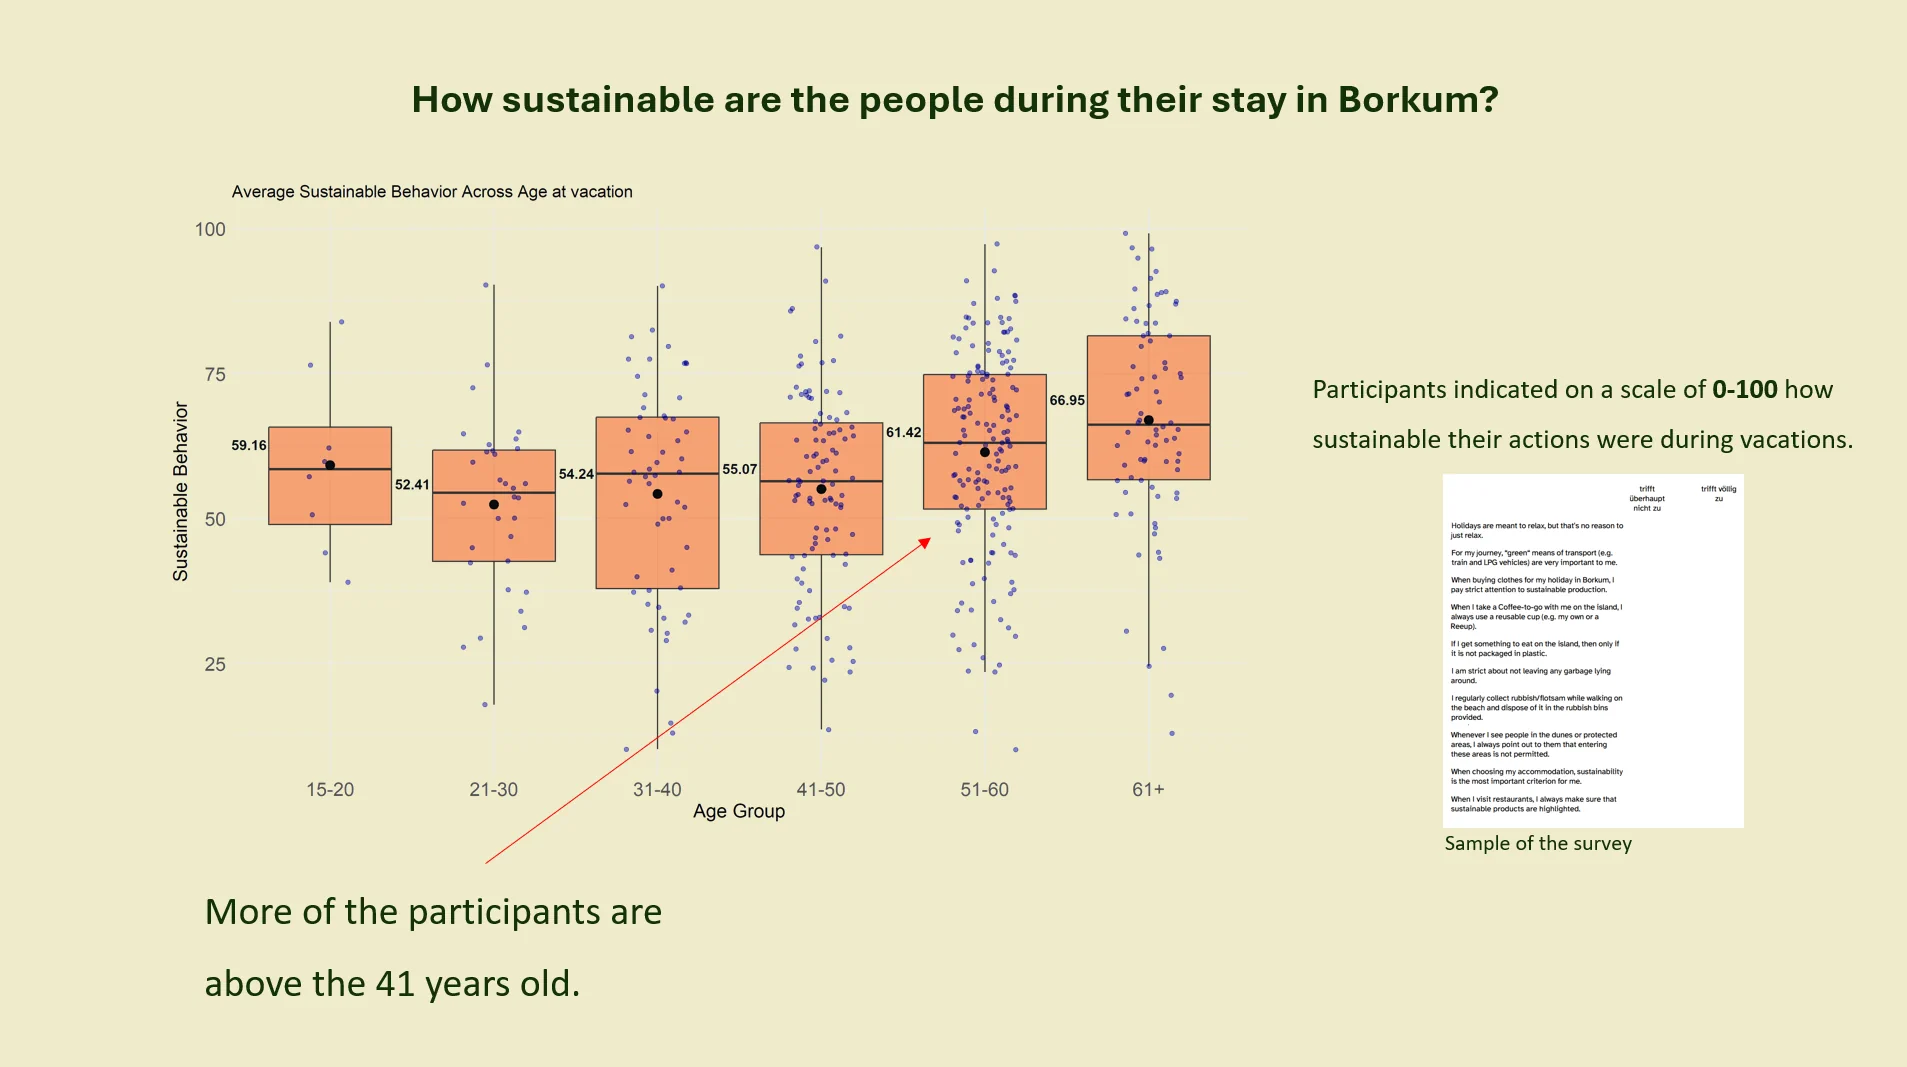 How sustainable are the people during their stay in Borkum?
Average Sustainable Behavior Across Age at vacation
100
75
50
25
Sustainable Behavior
59.16
52.41
54.24
55.07
61.42
66.95
15-20
21-30
31-40
41-50
51-60
61+
Age Group
More of the participants are
above the 41 years old.
Participants indicated on a scale of 0-100 how
sustainable their actions were during vacations.
trifft
überhaupt
nicht zu
trifft völlig
zu
Holidays are meant to relax, but that's no reason to
just relax.
For my journey, "green" means of transport (e.g.
train and LPG vehicles) are very important to me.
When buying clothes for my holiday in Borkum, I
pay strict attention to sustainable production.
When I take a Coffee-to-go with me on the island, I
always use a reusable cup (e.g. my own or a
Reeup).
If I get something to eat on the island, then only if
it is not packaged in plastic.
I am strict about not leaving any garbage lying
around.
I regularly collect rubbish/flotsam while walking on
the beach and dispose of it in the rubbish bins
provided.
Whenever I see people in the dunes or protected
areas, I always point out to them that entering
these areas is not permitted.
When choosing my accommodation, sustainability
is the most important criterion for me.
When I visit restaurants, I always make sure that
sustainable products are highlighted.
Sample of the survey